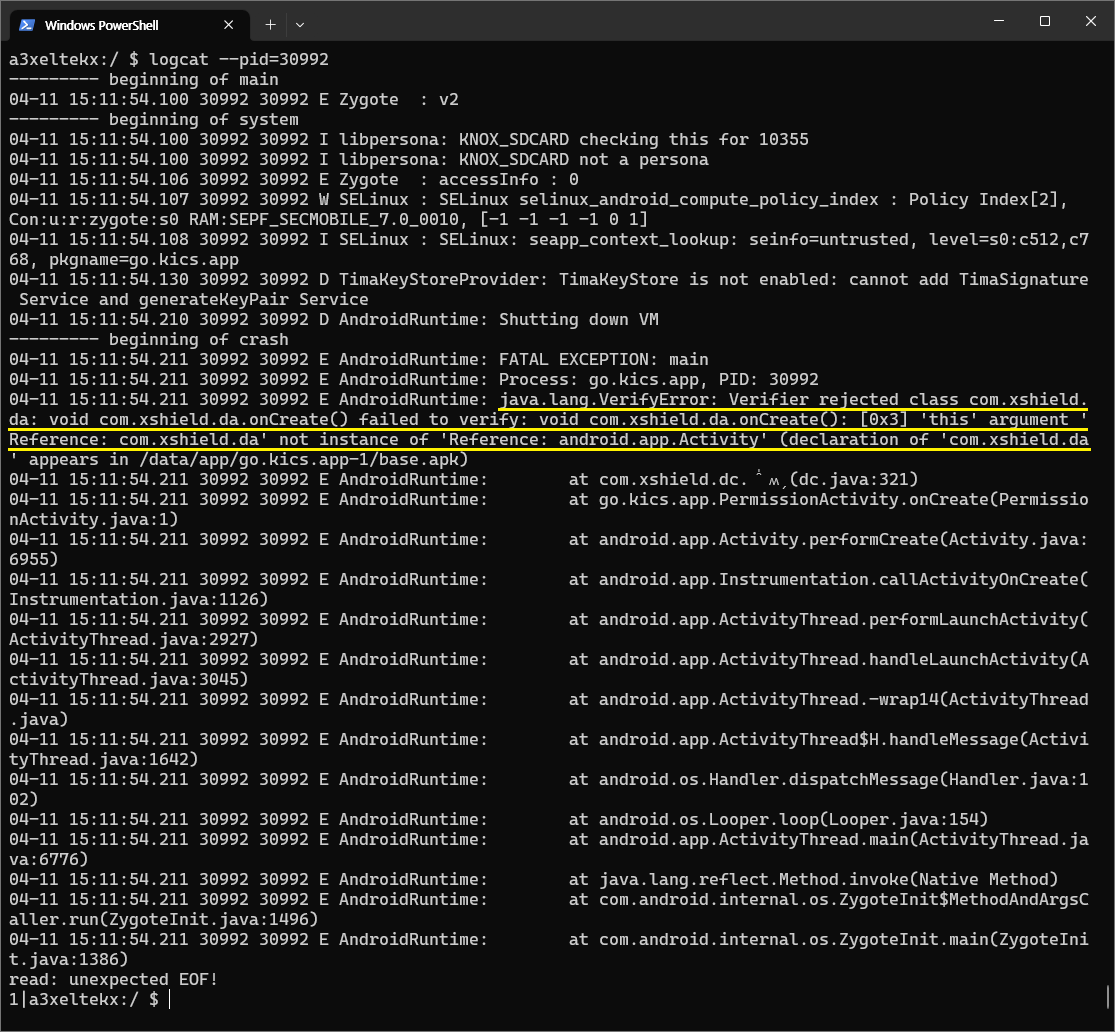 Windows PowerShell
a3xeltekx:/ $ logcat --pid=30992
--------- beginning of main
04-11 15:11:54.100 30992 30992 E Zygote  : v2
--------- beginning of system
04-11 15:11:54.100 30992 30992 I libpersona: KNOX_SDCARD checking this for 10355
04-11 15:11:54.100 30992 30992 I libpersona: KNOX_SDCARD not a persona
04-11 15:11:54.106 30992 30992 E Zygote  : accessInfo : 0
04-11 15:11:54.107 30992 30992 W SELinux : SELinux selinux_android_compute_policy_index : Policy Index[2],
Con:u:r:zygote:s0 RAM:SEPF_SECMOBILE_7.0_0010, [-1 -1 -1 -1 0 1]
04-11 15:11:54.108 30992 30992 I SELinux : SELinux: seapp_context_lookup: seinfo=untrusted, level=s0:c512,c7
68, pkgname=go.kics.app
04-11 15:11:54.130 30992 30992 D TimaKeyStoreProvider: TimaKeyStore is not enabled: cannot add TimaSignature
 Service and generateKeyPair Service
04-11 15:11:54.210 30992 30992 D AndroidRuntime: Shutting down VM
--------- beginning of crash
04-11 15:11:54.211 30992 30992 E AndroidRuntime: FATAL EXCEPTION: main
04-11 15:11:54.211 30992 30992 E AndroidRuntime: Process: go.kics.app, PID: 30992
04-11 15:11:54.211 30992 30992 E AndroidRuntime: java.lang.VerifyError: Verifier rejected class com.xshield.
da: void com.xshield.da.onCreate() failed to verify: void com.xshield.da.onCreate(): [0x3] 'this' argument '
Reference: com.xshield.da' not instance of 'Reference: android.app.Activity' (declaration of 'com.xshield.da
' appears in /data/app/go.kics.app-1/base.apk)
04-11 15:11:54.211 30992 30992 E AndroidRuntime:        at com.xshield.dc. (dc.java:321)
04-11 15:11:54.211 30992 30992 E AndroidRuntime:        at go.kics.app.PermissionActivity.onCreate(Permissio
nActivity.java:1)
04-11 15:11:54.211 30992 30992 E AndroidRuntime:        at android.app.Activity.performCreate(Activity.java:
6955)
04-11 15:11:54.211 30992 30992 E AndroidRuntime:        at android.app.Instrumentation.callActivityOnCreate(
Instrumentation.java:1126)
04-11 15:11:54.211 30992 30992 E AndroidRuntime:        at android.app.ActivityThread.performLaunchActivity(
ActivityThread.java:2927)
04-11 15:11:54.211 30992 30992 E AndroidRuntime:        at android.app.ActivityThread.handleLaunchActivity(A
ctivityThread.java:3045)
04-11 15:11:54.211 30992 30992 E AndroidRuntime:        at android.app.ActivityThread.-wrap14(ActivityThread
.java)
04-11 15:11:54.211 30992 30992 E AndroidRuntime:        at android.app.ActivityThread$H.handleMessage(Activi
tyThread.java:1642)
04-11 15:11:54.211 30992 30992 E AndroidRuntime:        at android.os.Handler.dispatchMessage(Handler.java:1
02)
04-11 15:11:54.211 30992 30992 E AndroidRuntime:        at android.os.Looper.loop(Looper.java:154)
04-11 15:11:54.211 30992 30992 E AndroidRuntime:        at android.app.ActivityThread.main(ActivityThread.ja
va:6776)
04-11 15:11:54.211 30992 30992 E AndroidRuntime:        at java.lang.reflect.Method.invoke(Native Method)
04-11 15:11:54.211 30992 30992 E AndroidRuntime:        at com.android.internal.os.ZygoteInit$MethodAndArgsC
aller.run(ZygoteInit.java:1496)
04-11 15:11:54.211 30992 30992 E AndroidRuntime:        at com.android.internal.os.ZygoteInit.main(ZygoteIni
t.java:1386)
read: unexpected EOF!
1|a3xeltekx:/ $